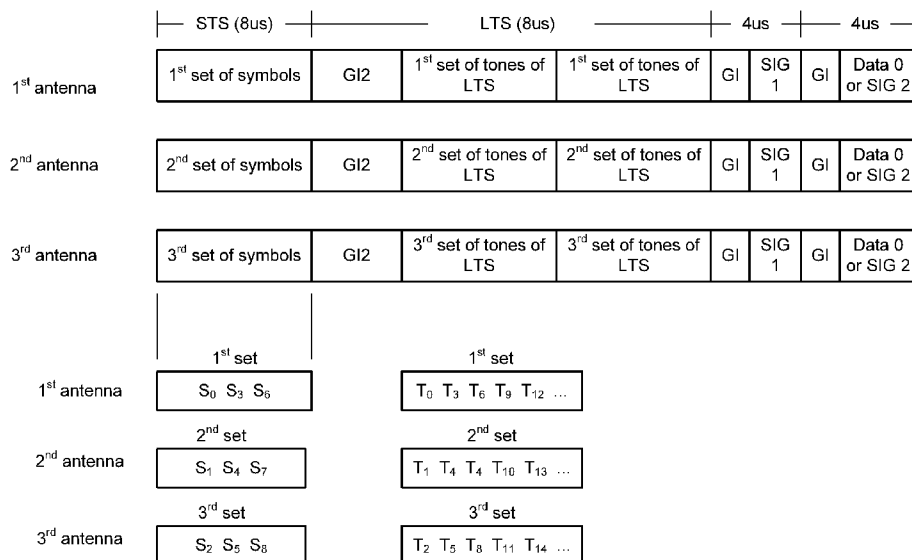 STS (8us) LTS (8us) 4us 4us
1st antenna 1st set of symbols GI2 1st set of tones of LTS 1st set of tones of LTS GI SIG 1 GI Data 0 or SIG 2
2nd antenna 2nd set of symbols GI2 2nd set of tones of LTS 2nd set of tones of LTS GI SIG 1 GI Data 0 or SIG 2
3rd antenna 3rd set of symbols GI2 3rd set of tones of LTS 3rd set of tones of LTS GI SIG 1 GI Data 0 or SIG 2
1st set 1st set
1st antenna S0 S3 S6 T0 T3 T6 T9 T12 ...
2nd set 2nd set
2nd antenna S1 S4 S7 T1 T4 T4 T10 T13 ...
3rd set 3rd set
3rd antenna S2 S5 S8 T2 T5 T8 T11 T14 ...